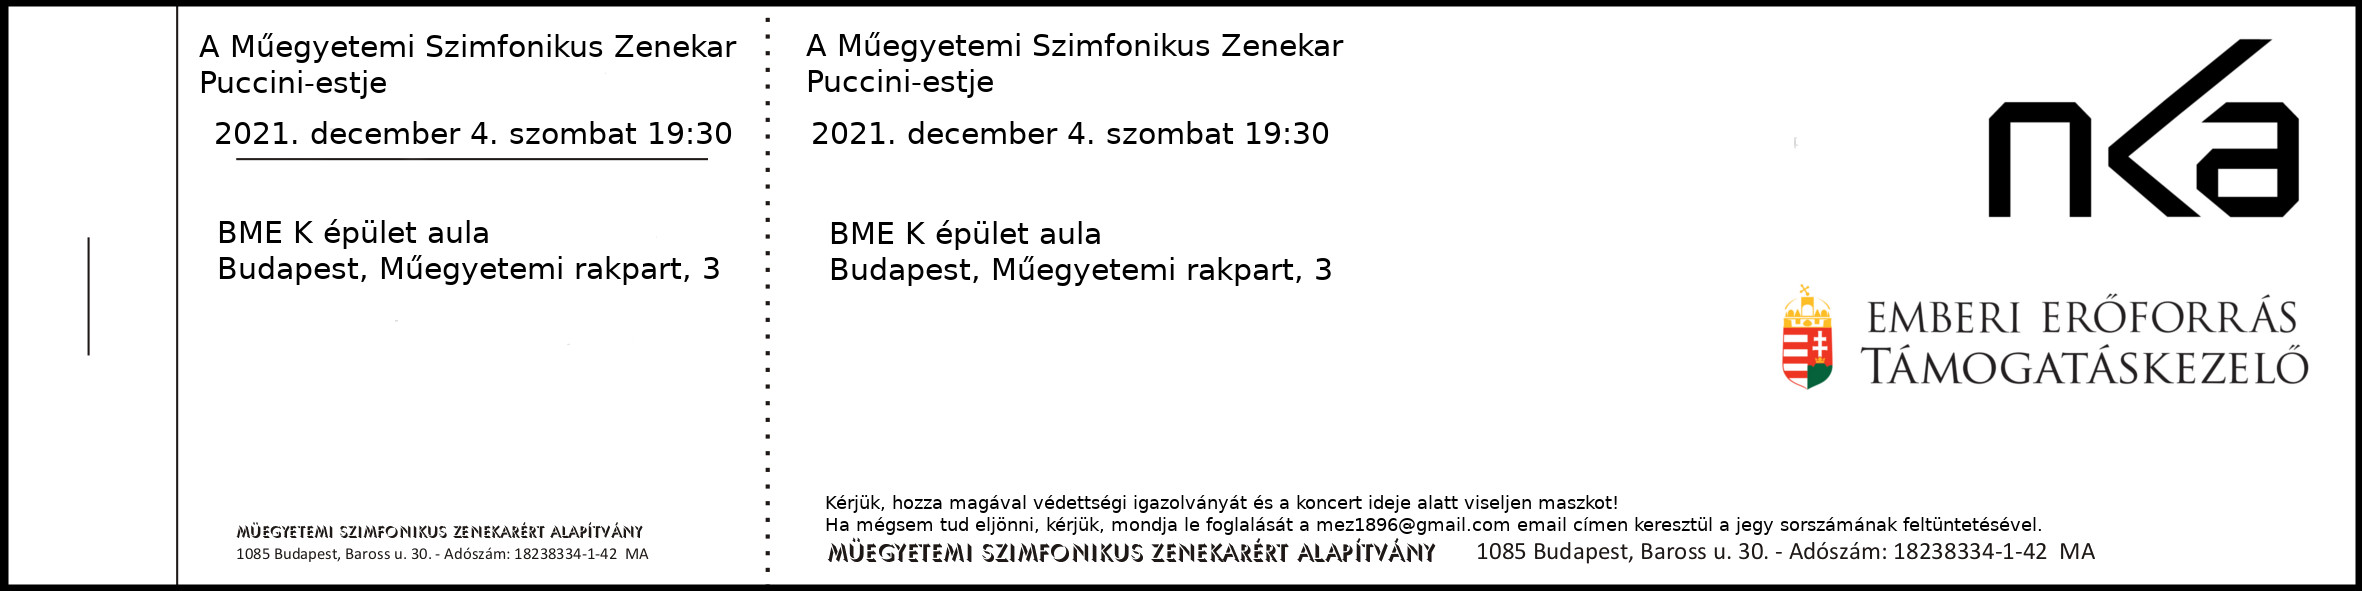 A Műegyetemi Szimfonikus Zenekar
Puccini-estje
2021. december 4. szombat 19:30
BME K épület aula
Budapest, Műegyetemi rakpart, 3
MŰEGYETEMI SZIMFONIKUS ZENEKARÉRT ALAPÍTVÁNY
1085 Budapest, Baross u. 30. - Adószám: 18238334-1-42 MA
A Műegyetemi Szimfonikus Zenekar
Puccini-estje
2021. december 4. szombat 19:30
BME K épület aula
Budapest, Műegyetemi rakpart, 3
nka
EMBERI ERŐFORRÁS
TÁMOGATÁSKEZELŐ
Kérjük, hozza magával védettségi igazolványát és a koncert ideje alatt viseljen maszkot!
Ha mégsem tud eljönni, kérjük, mondja le foglalását a mez1896@gmail.com email címen keresztül a jegy sorszámának feltüntetésével.
MŰEGYETEMI SZIMFONIKUS ZENEKARÉRT ALAPÍTVÁNY 1085 Budapest, Baross u. 30. - Adószám: 18238334-1-42 MA